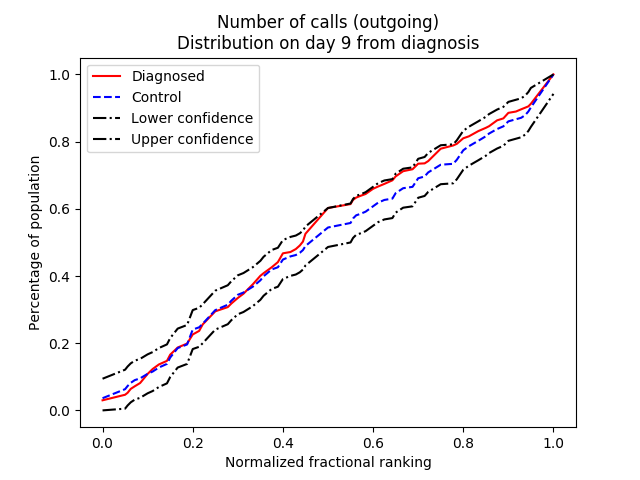 Number of calls (outgoing)
Distribution on day 9 from diagnosis
Diagnosed
Control
Lower confidence
Upper confidence
Percentage of population
1.0
0.8
0.6
0.4
0.2
0.0
0.0 0.2 0.4 0.6 0.8 1.0
Normalized fractional ranking